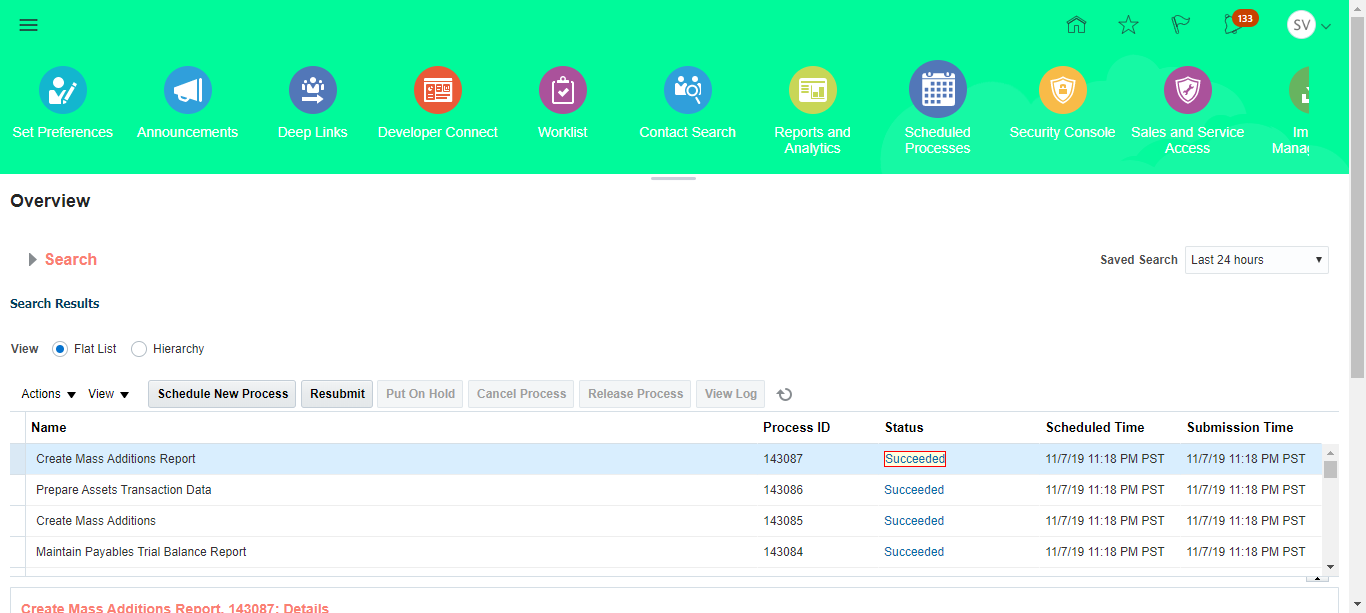 133
SV
Set Preferences
Announcements
Deep Links
Developer Connect
Worklist
Contact Search
Reports and
Analytics
Scheduled
Processes
Security Console
Sales and Service
Access
Im
Manag
Overview
Search
Saved Search Last 24 hours
Search Results
View Flat List Hierarchy
Actions View Schedule New Process Resubmit Put On Hold Cancel Process Release Process View Log
Name Process ID Status Scheduled Time Submission Time
Create Mass Additions Report 143087 Succeeded 11/7/19 11:18 PM PST 11/7/19 11:18 PM PST
Prepare Assets Transaction Data 143086 Succeeded 11/7/19 11:18 PM PST 11/7/19 11:18 PM PST
Create Mass Additions 143085 Succeeded 11/7/19 11:18 PM PST 11/7/19 11:18 PM PST
Maintain Payables Trial Balance Report 143084 Succeeded 11/7/19 11:18 PM PST 11/7/19 11:18 PM PST
Create Mass Additions Report, 143087: Details